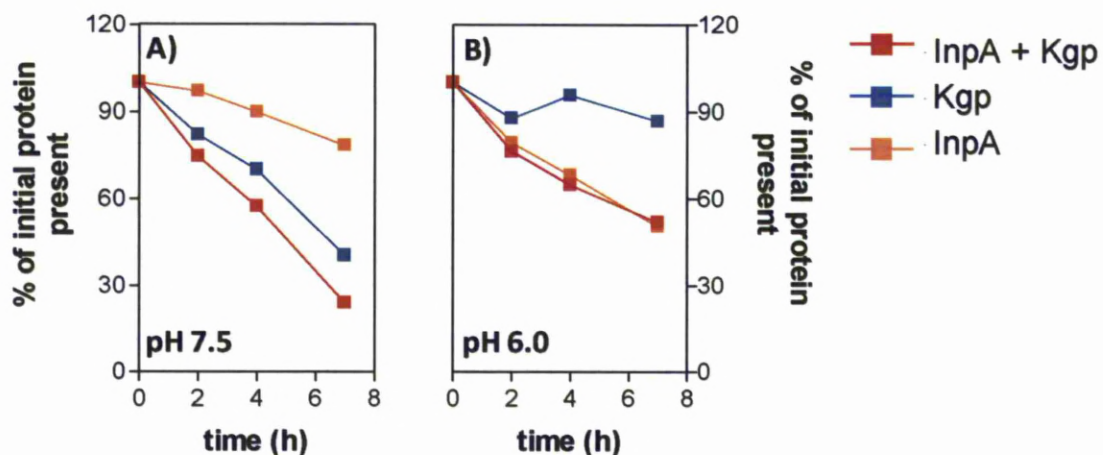 120
90
60
30
0
% of initial protein
present
A)
pH 7.5
0 2 4 6 8
time (h)
B)
pH 6.0
0 2 4 6 8
time (h)
120
90
60
30
0
% of initial protein
present
InpA + Kgp
Kgp
InpA